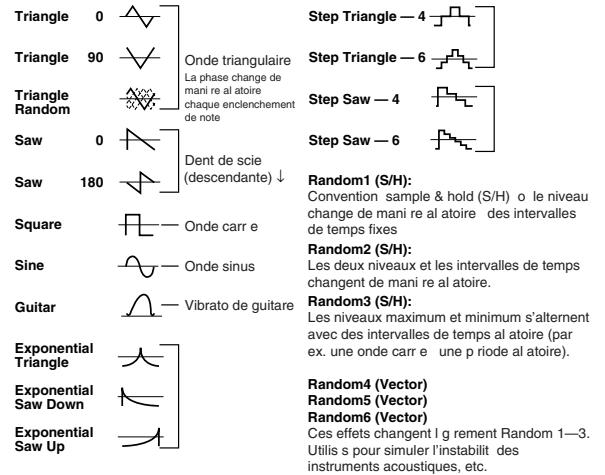 Triangle 0
Triangle 90
Triangle
Random
Onde triangulaire
La phase change de
mani re al atoire
chaque enclenchement
de note
Saw 0
Saw 180
Dent de scie
(descendante) ↓
Square
Onde carr e
Sine
Onde sinus
Guitar
Vibrato de guitare
Exponential
Triangle
Exponential
Saw Down
Exponential
Saw Up
Step Triangle — 4
Step Triangle — 6
Step Saw — 4
Step Saw — 6
Random1 (S/H):
Convention sample & hold (S/H) o le niveau
change de mani re al atoire des intervalles
de temps fixes
Random2 (S/H):
Les deux niveaux et les intervalles de temps
changent de mani re al atoire.
Random3 (S/H):
Les niveaux maximum et minimum s'alternent
avec des intervalles de temps al atoire (par
ex. une onde carr e une p riode al atoire).
Random4 (Vector)
Random5 (Vector)
Random6 (Vector)
Ces effets changent l g rement Random 1—3.
Utilis s pour simuler l'instabilit des
instruments acoustiques, etc.